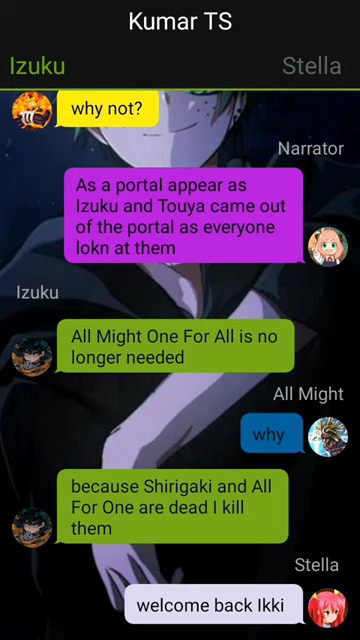 Kumar TS
Izuku
Stella
why not?
Narrator
As a portal appear as
Izuku and Touya came out
of the portal as everyone
lokn at them
Izuku
All Might One For All is no
longer needed
All Might
why
because Shirigaki and All
For One are dead I kill
them
Stella
welcome back Ikki